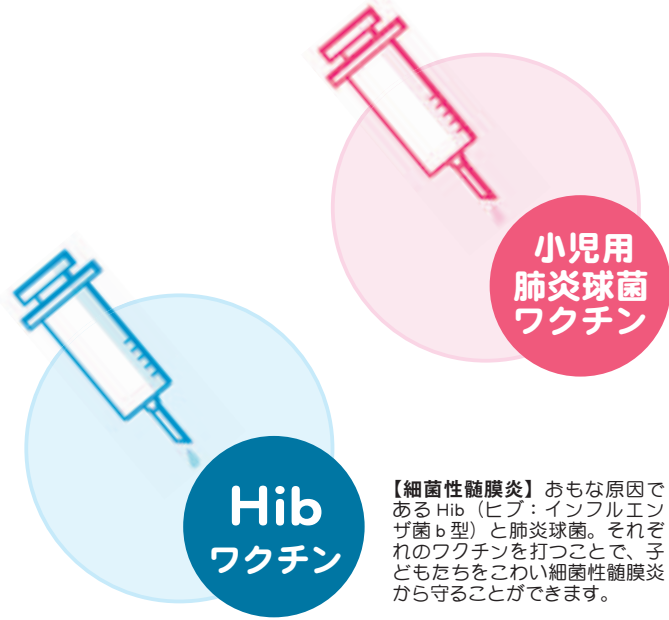 小児用
肺炎球菌
ワクチン
Hib
ワクチン
【細菌性髄膜炎】おもな原因で
ある Hib（ヒブ：インフルエン
ザ菌 b 型）と肺炎球菌。それぞ
れのワクチンを打つことで、子
どもたちをこわい細菌性髄膜炎
から守ることができます。